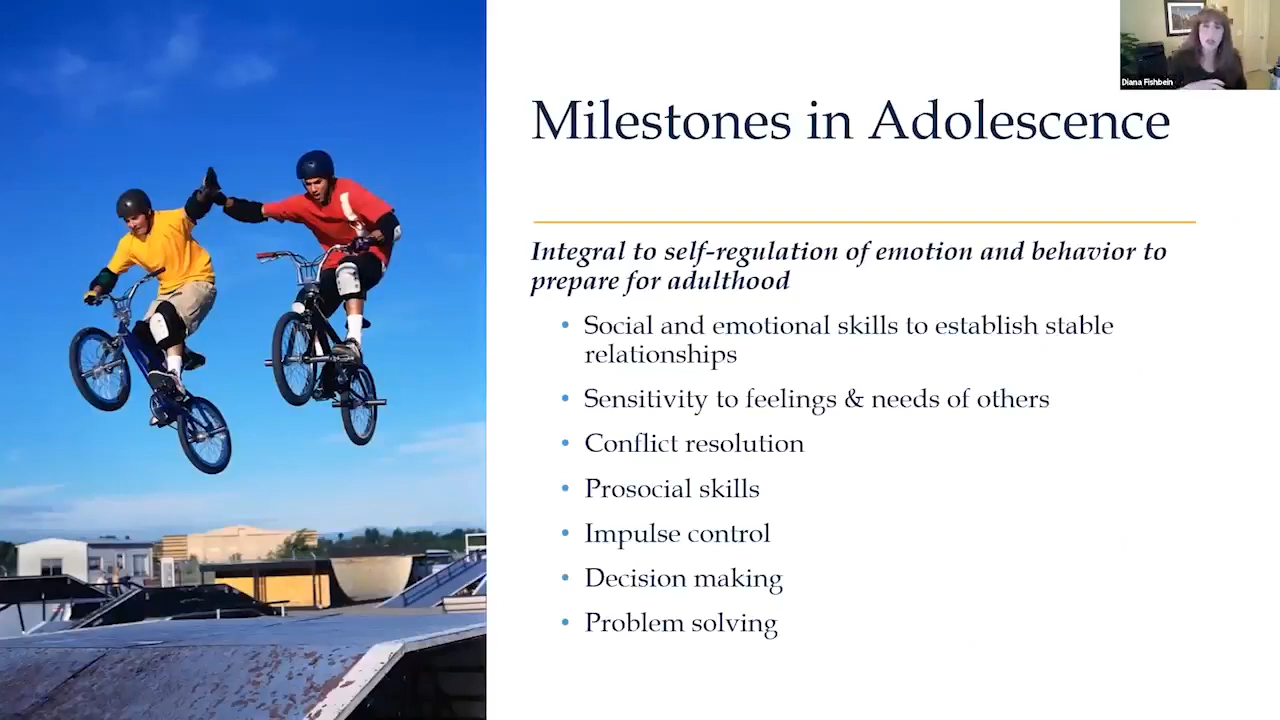 Diana Fishbein
Milestones in Adolescence
Integral to self-regulation of emotion and behavior to
prepare for adulthood
• Social and emotional skills to establish stable
relationships
• Sensitivity to feelings & needs of others
• Conflict resolution
• Prosocial skills
• Impulse control
• Decision making
• Problem solving